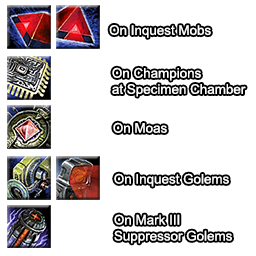 On Inquest Mobs
On Champions
at Specimen Chamber
On Moas
On Inquest Golems
On Mark III
Suppressor Golems